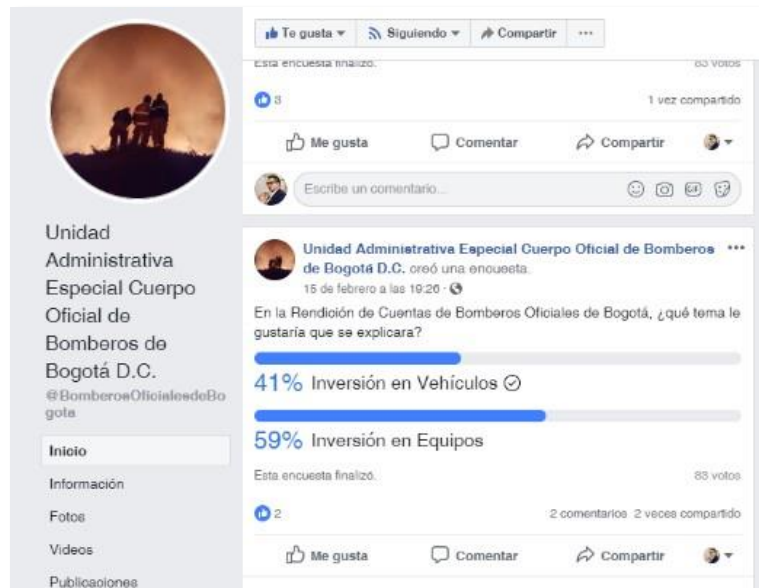 Te gusta Siguiendo Compartir ...
Esta encuesta finalizó. 83 votos
3 1 vez compartido
Me gusta Comentar Compartir
Escribe un comentario... GIF
Unidad
Administrativa
Especial Cuerpo
Oficial de
Bomberos de
Bogotá D.C.
@BomberosOficialesdeBo
gota
Inicio
Información
Fotos
Videos
Publicaciones
Unidad Administrativa Especial Cuerpo Oficial de Bomberos ...
de Bogotá D.C. creó una encuesta.
15 de febrero a las 19:26 ·
En la Rendición de Cuentas de Bomberos Oficiales de Bogotá, ¿qué tema le
gustaría que se explicara?
41% Inversión en Vehículos
59% Inversión en Equipos
Esta encuesta finalizó. 83 votos
2 2 comentarios 2 veces compartido
Me gusta Comentar Compartir